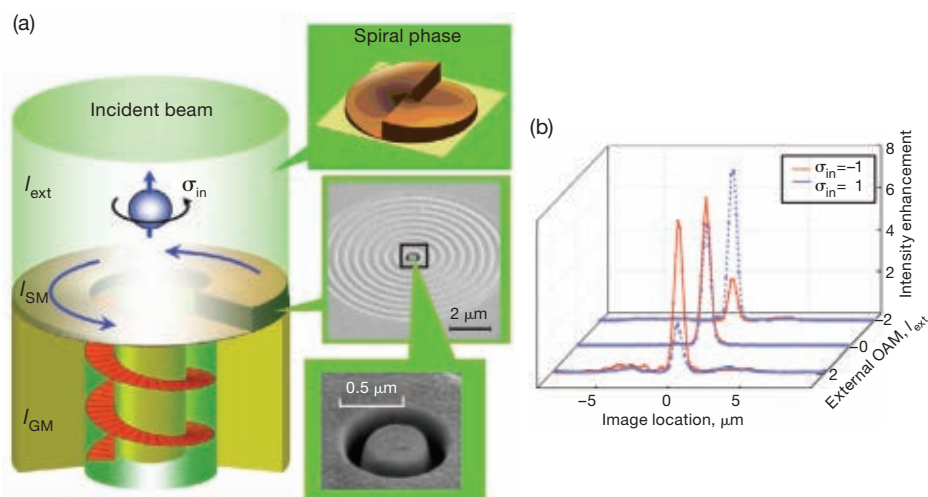 (a)
Spiral phase
Incident beam
l_ext
σ_in
l_SM
2 μm
0.5 μm
l_GM
(b)
8
σ_in=−1
σ_in= 1
6
4
2
Intensity enhancement
−2
−0
2
External OAM, l_ext
−5
0
5
Image location, μm